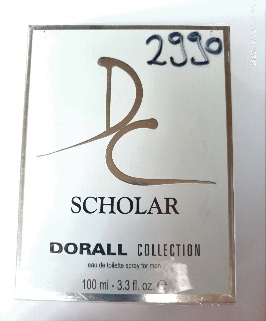 2990
DC
SCHOLAR
DORALL COLLECTION
eau de toilette spray for men
100 ml - 3.3 fl. oz. ℮